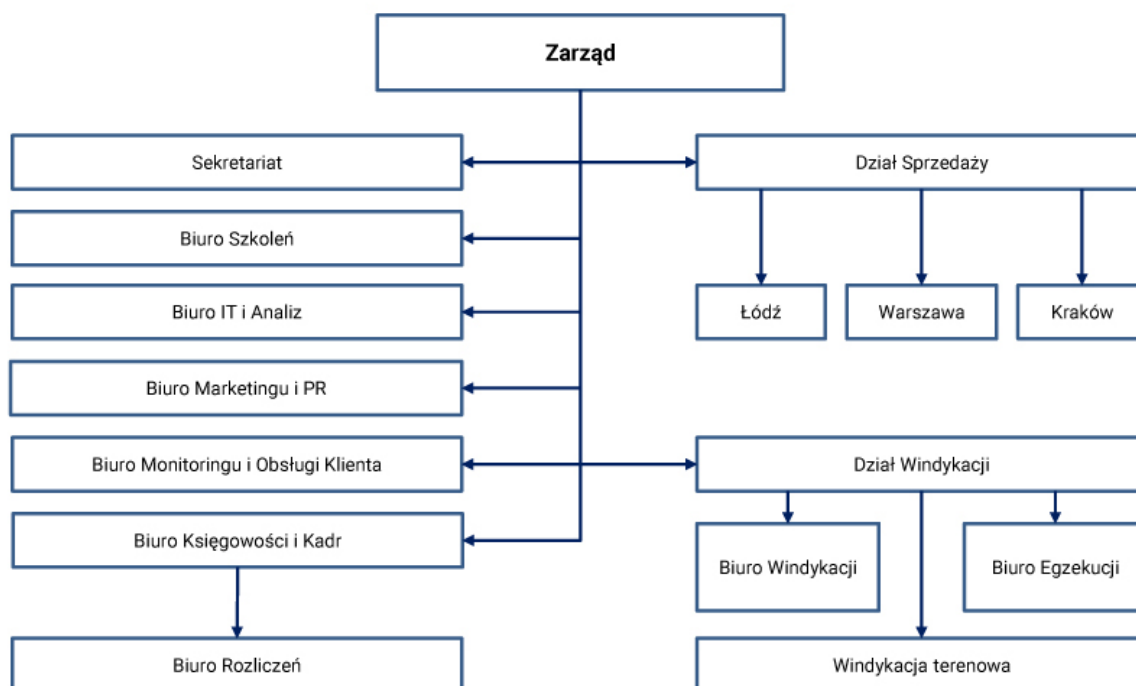 Zarząd
Sekretariat
Dział Sprzedaży
Biuro Szkoleń
Biuro IT i Analiz
Łódź
Warszawa
Kraków
Biuro Marketingu i PR
Biuro Monitoringu i Obsługi Klienta
Dział Windykacji
Biuro Księgowości i Kadr
Biuro Windykacji
Biuro Egzekucji
Biuro Rozliczeń
Windykacja terenowa